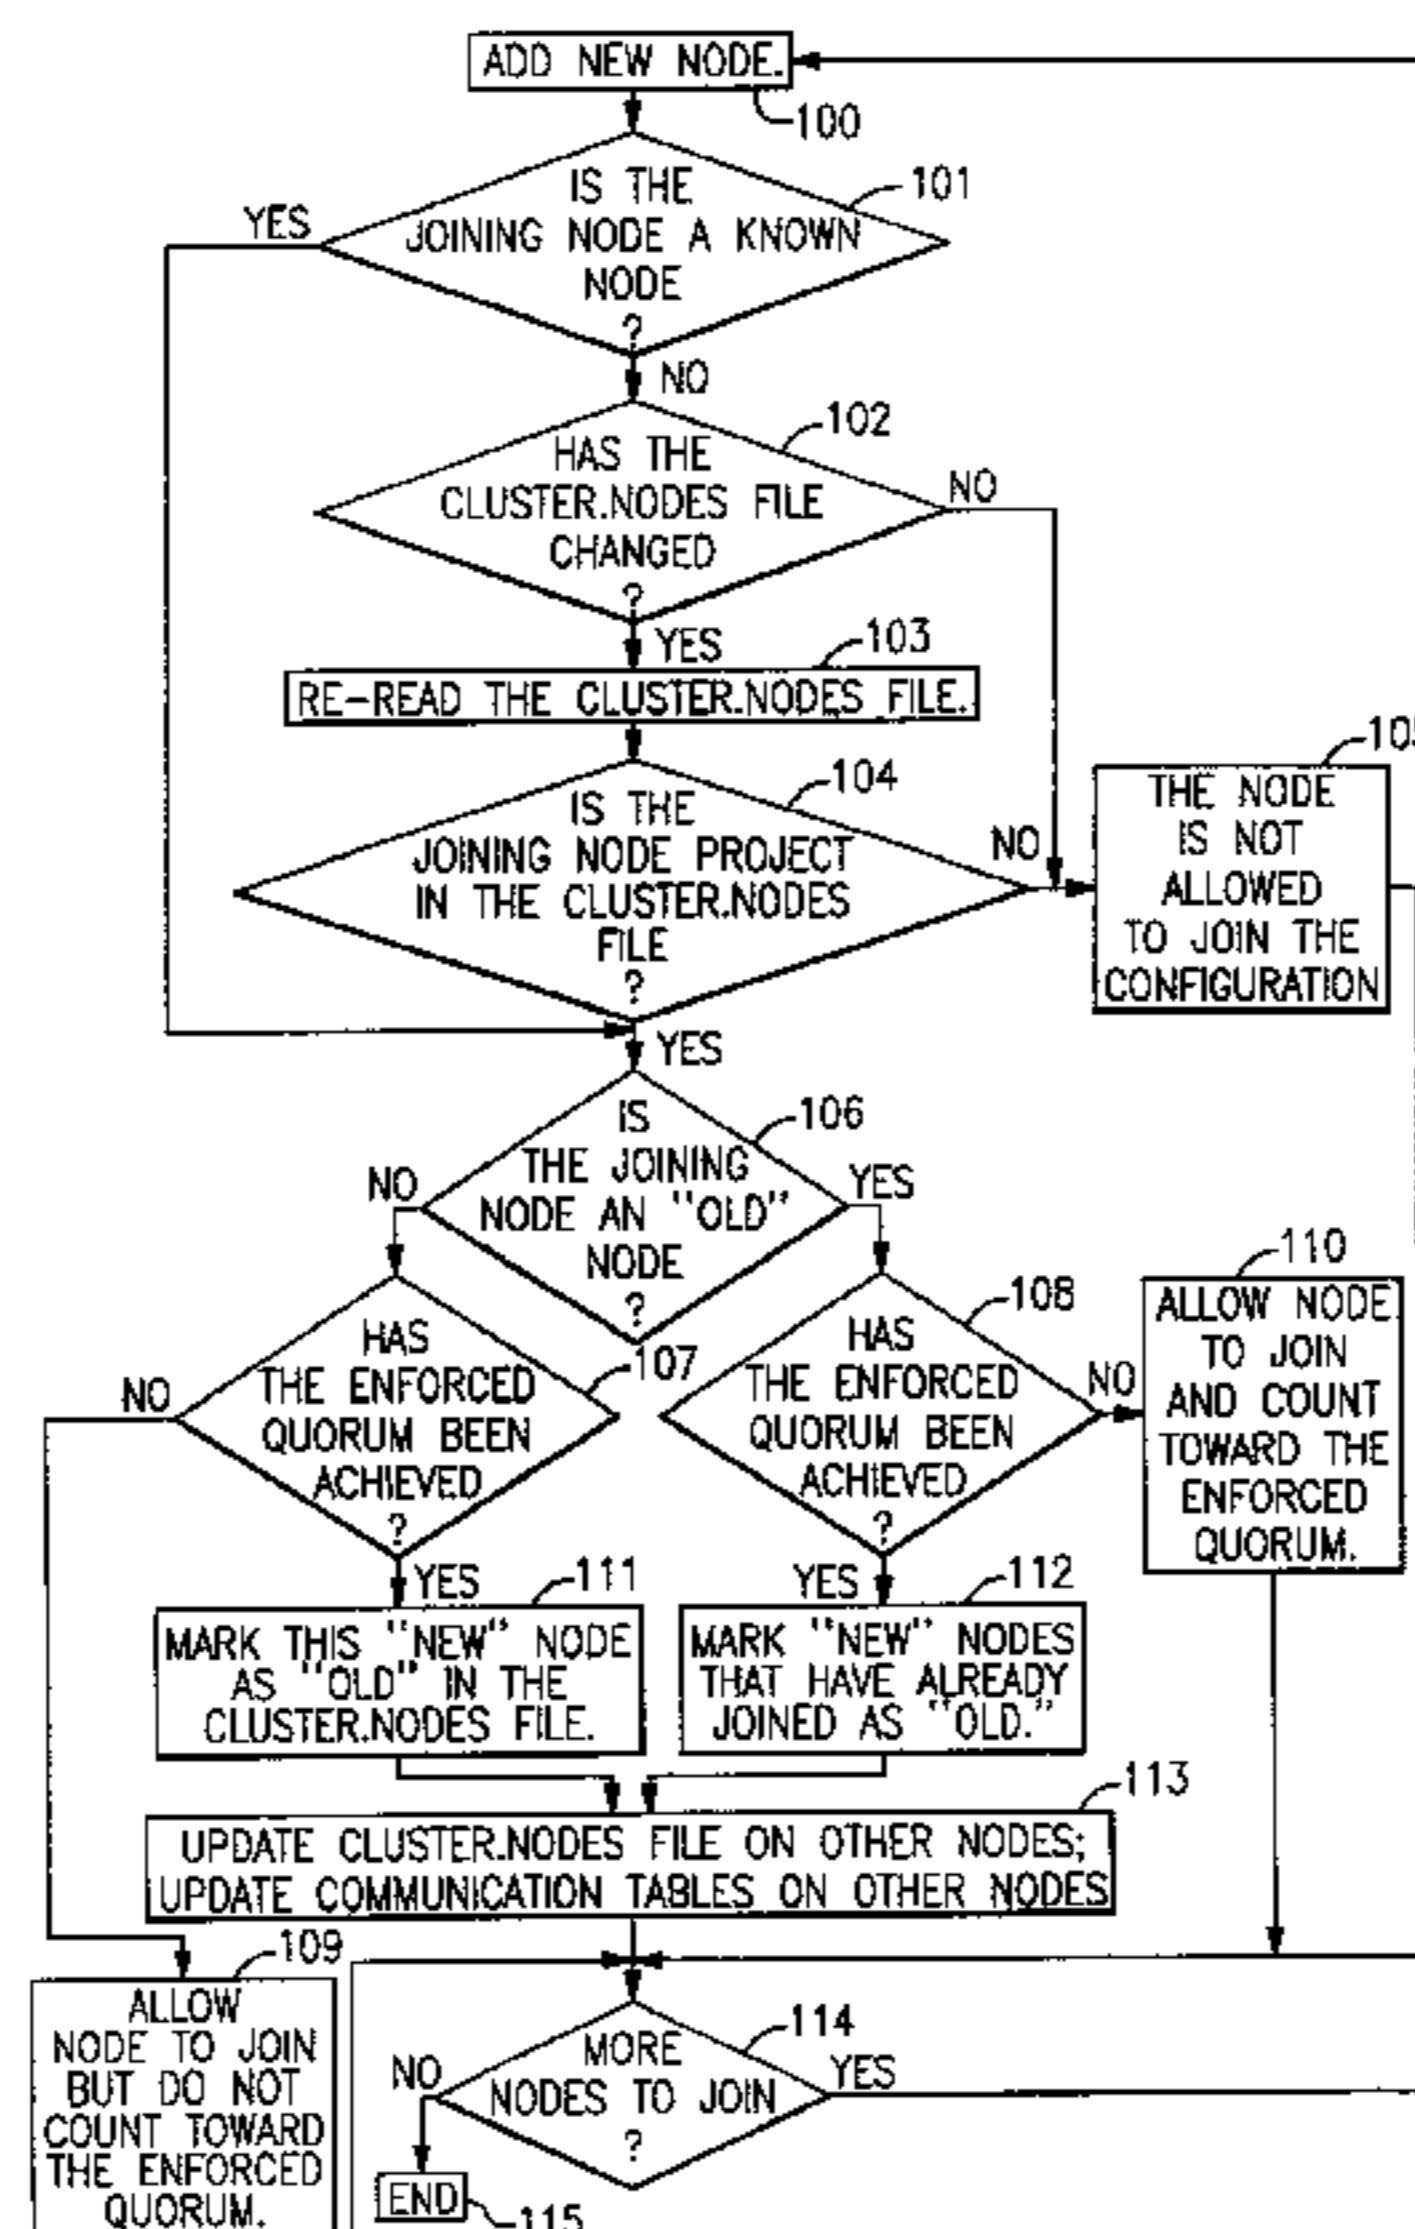 ADD NEW NODE.
100
IS THE
JOINING NODE A KNOWN
NODE
?
101
YES
NO
HAS THE
CLUSTER.NODES FILE
CHANGED
?
102
NO
YES
103
RE-READ THE CLUSTER.NODES FILE.
IS THE
JOINING NODE PROJECT
IN THE CLUSTER.NODES
FILE
?
104
NO
THE NODE
IS NOT
ALLOWED
TO JOIN THE
CONFIGURATION
YES
IS
THE JOINING
NODE AN "OLD"
NODE
?
106
NO
YES
HAS
THE ENFORCED
QUORUM BEEN
ACHIEVED
?
107
NO
YES
HAS
THE ENFORCED
QUORUM BEEN
ACHIEVED
?
108
NO
YES
110
ALLOW NODE
TO JOIN
AND COUNT
TOWARD THE
ENFORCED
QUORUM.
111
MARK THIS "NEW" NODE
AS "OLD" IN THE
CLUSTER.NODES FILE.
112
MARK "NEW" NODES
THAT HAVE ALREADY
JOINED AS "OLD."
113
UPDATE CLUSTER.NODES FILE ON OTHER NODES;
UPDATE COMMUNICATION TABLES ON OTHER NODES
109
ALLOW
NODE TO JOIN
BUT DO NOT
COUNT TOWARD
THE ENFORCED
QUORUM.
MORE
NODES TO JOIN
?
114
NO
YES
END
115